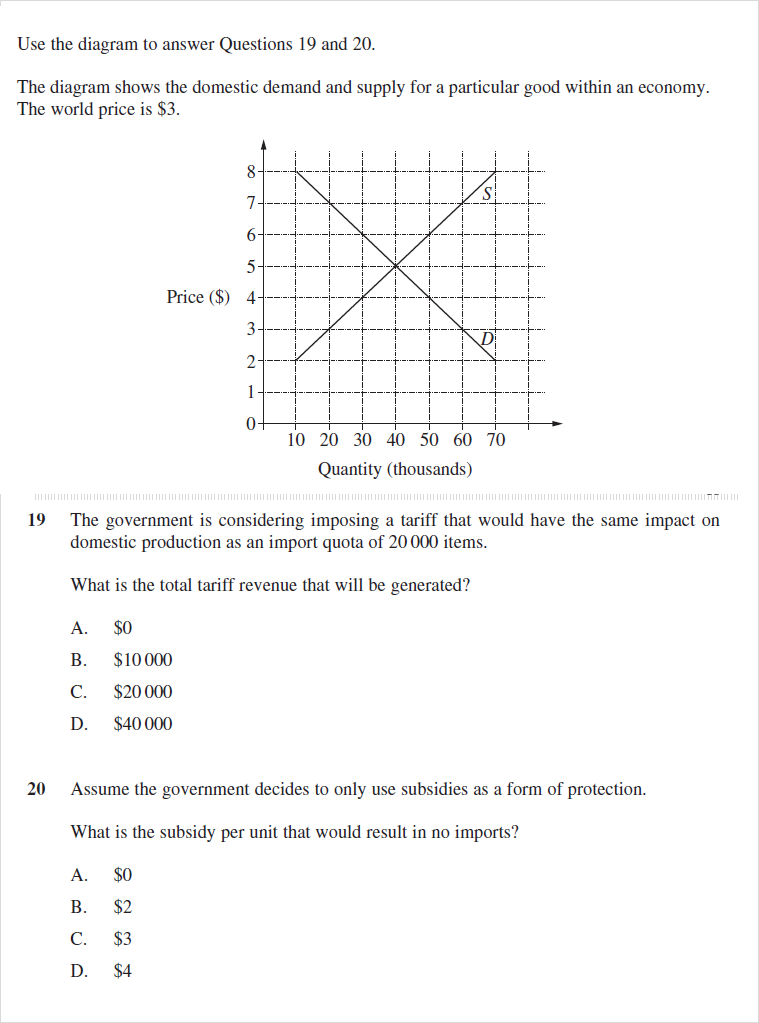 Use the diagram to answer Questions 19 and 20.
The diagram shows the domestic demand and supply for a particular good within an economy.
The world price is $3.
8
7
S
6
5
Price ($) 4
3
D
2
1
0
10 20 30 40 50 60 70
Quantity (thousands)
19 The government is considering imposing a tariff that would have the same impact on
domestic production as an import quota of 20 000 items.
What is the total tariff revenue that will be generated?
A. $0
B. $10 000
C. $20 000
D. $40 000
20 Assume the government decides to only use subsidies as a form of protection.
What is the subsidy per unit that would result in no imports?
A. $0
B. $2
C. $3
D. $4